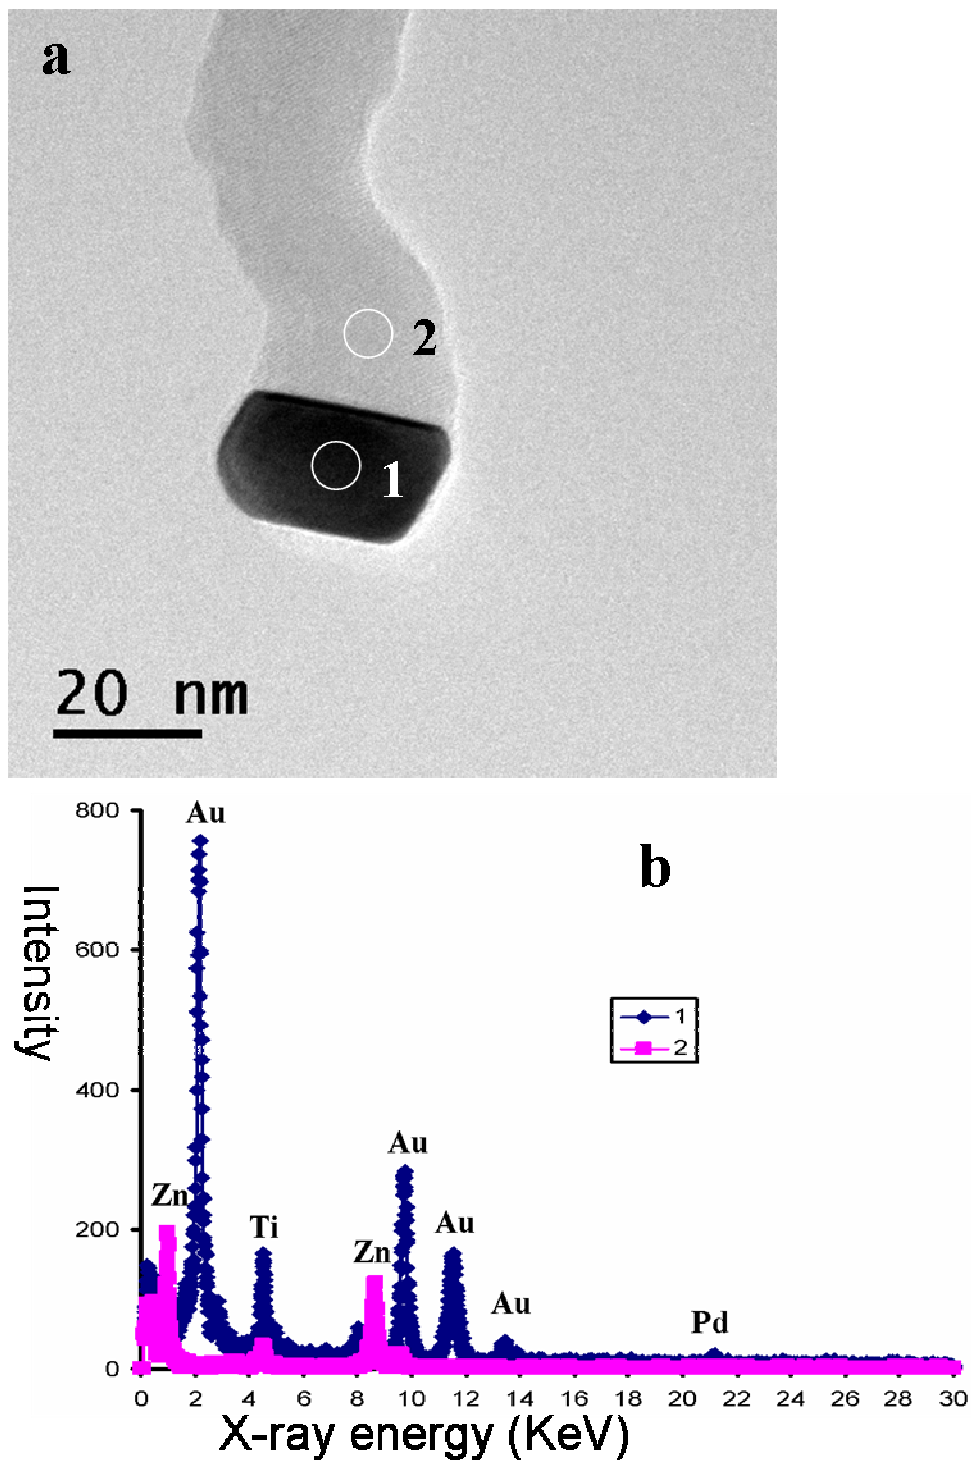 a
2
1
20 nm
b
800
600
400
200
0
Intensity
Au
Zn
Ti
Zn
Au
Au
Au
Pd
1
2
0 2 4 6 8 10 12 14 16 18 20 22 24 26 28 30
X-ray energy (KeV)